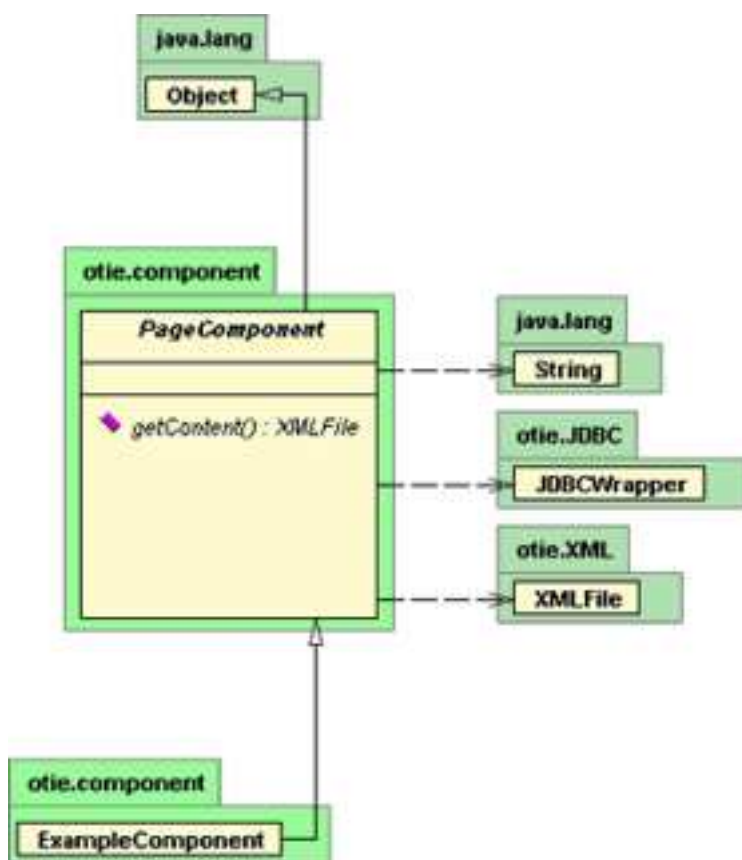 java.lang
Object
otie.component
PageComponent
getContent() : XMLFile
java.lang
String
otie.JDBC
JDBCWrapper
otie.XML
XMLFile
otie.component
ExampleComponent